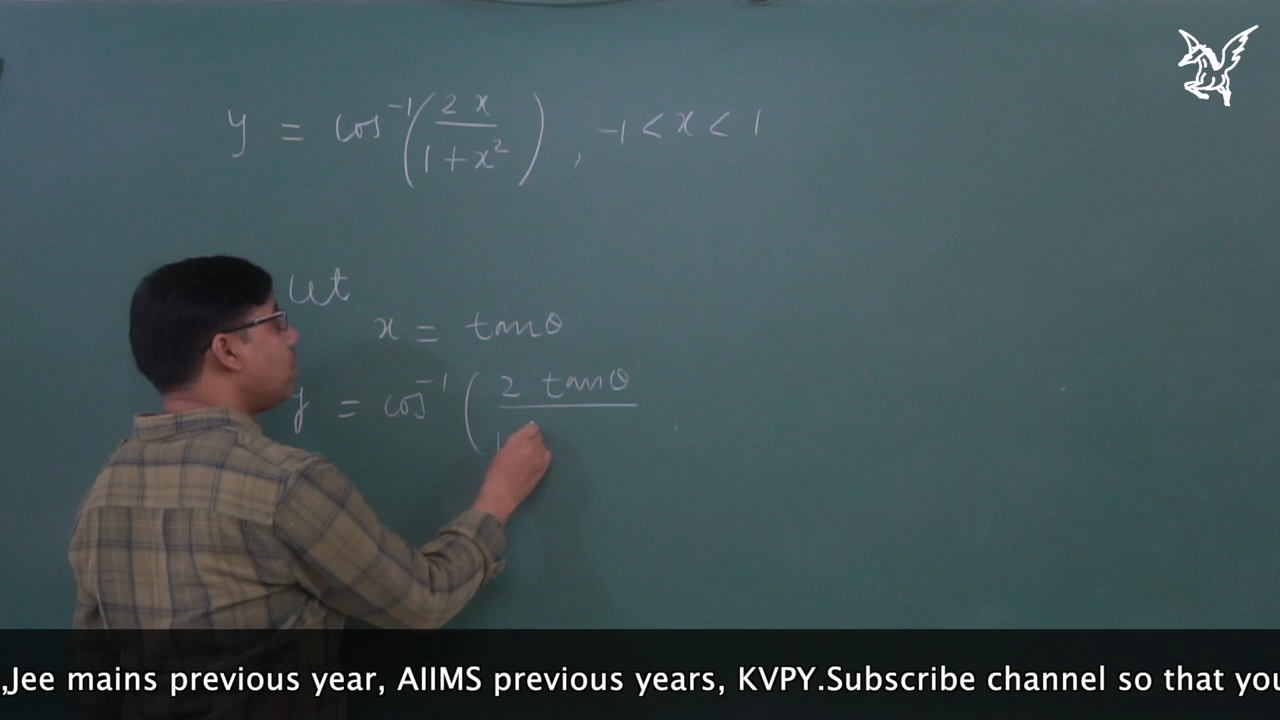 y = cos⁻¹(2x/(1+x²)), -1 < x < 1
let
x = tanθ
y = cos⁻¹(2 tanθ/1
,Jee mains previous year, AIIMS previous years, KVPY.Subscribe channel so that you